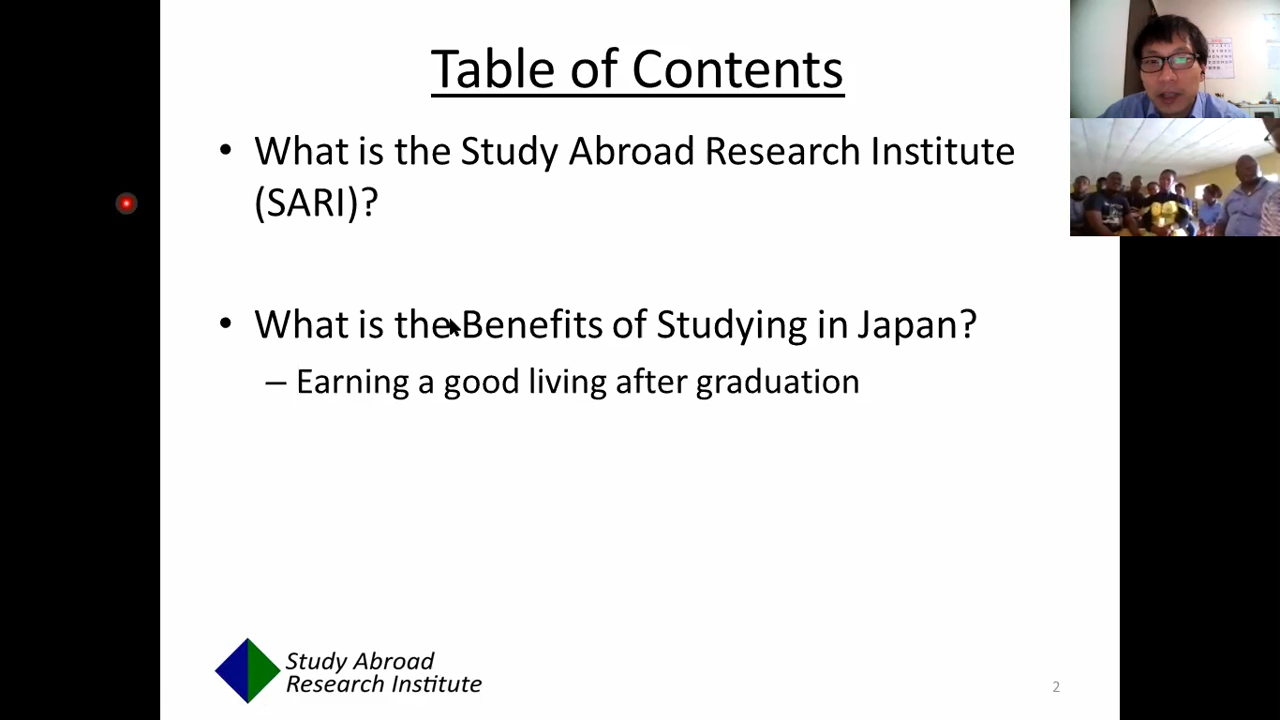 Table of Contents
• What is the Study Abroad Research Institute
(SARI)?
• What is the Benefits of Studying in Japan?
– Earning a good living after graduation
Study Abroad
Research Institute
2